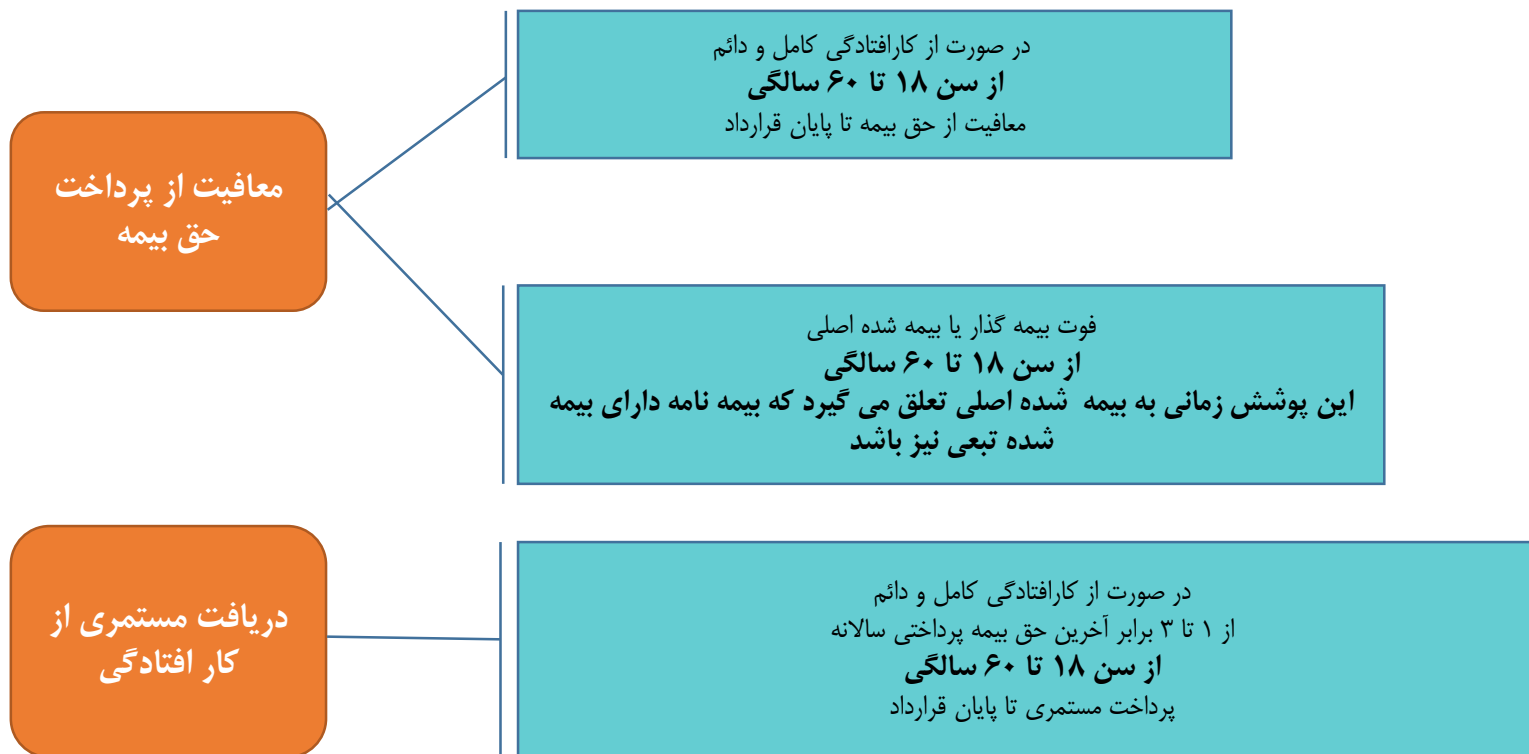 معافیت از پرداخت
حق بیمه
در صورت از کارافتادگی کامل و دائم
از سن ۱۸ تا ۶۰ سالگی
معافیت از حق بیمه تا پایان قرارداد
فوت بیمه گذار یا بیمه شده اصلی
از سن ۱۸ تا ۶۰ سالگی
این پوشش زمانی به بیمه شده اصلی تعلق می گیرد که بیمه نامه دارای بیمه
شده تبعی نیز باشد
دریافت مستمری از
کار افتادگی
در صورت از کارافتادگی کامل و دائم
از ۱ تا ۳ برابر آخرین حق بیمه پرداختی سالانه
از سن ۱۸ تا ۶۰ سالگی
پرداخت مستمری تا پایان قرارداد